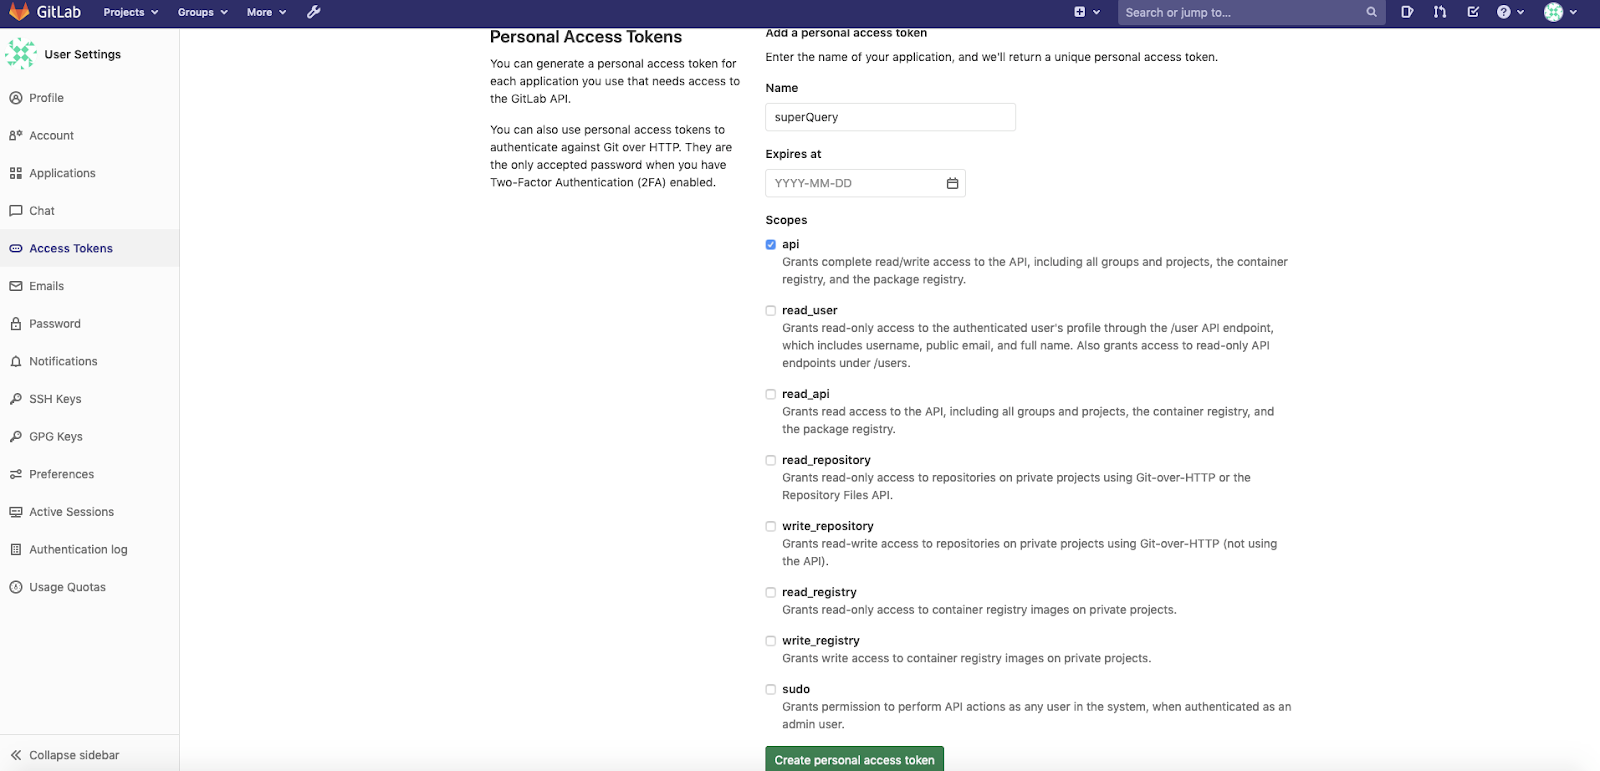 GitLab
Projects
Groups
More
Search or jump to...
User Settings
Profile
Account
Applications
Chat
Access Tokens
Emails
Password
Notifications
SSH Keys
GPG Keys
Preferences
Active Sessions
Authentication log
Usage Quotas
Collapse sidebar
Personal Access Tokens
You can generate a personal access token for
each application you use that needs access to
the GitLab API.
You can also use personal access tokens to
authenticate against Git over HTTP. They are
the only accepted password when you have
Two-Factor Authentication (2FA) enabled.
Add a personal access token
Enter the name of your application, and we'll return a unique personal access token.
Name
superQuery
Expires at
YYYY-MM-DD
Scopes
api
Grants complete read/write access to the API, including all groups and projects, the container
registry, and the package registry.
read_user
Grants read-only access to the authenticated user's profile through the /user API endpoint,
which includes username, public email, and full name. Also grants access to read-only API
endpoints under /users.
read_api
Grants read access to the API, including all groups and projects, the container registry, and
the package registry.
read_repository
Grants read-only access to repositories on private projects using Git-over-HTTP or the
Repository Files API.
write_repository
Grants read-write access to repositories on private projects using Git-over-HTTP (not using
the API).
read_registry
Grants read-only access to container registry images on private projects.
write_registry
Grants write access to container registry images on private projects.
sudo
Grants permission to perform API actions as any user in the system, when authenticated as an
admin user.
Create personal access token